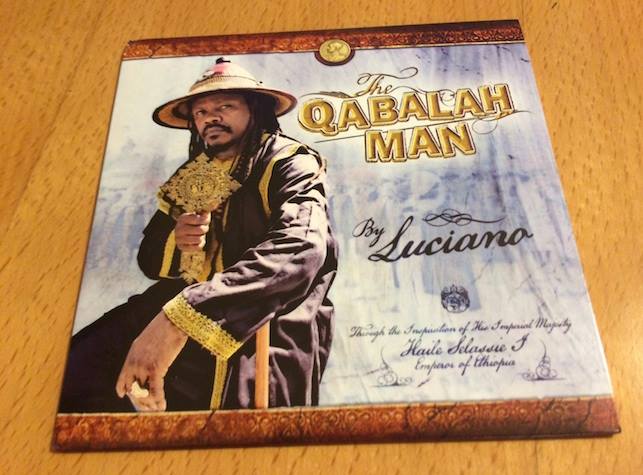 The
QABALAH
MAN
By Luciano
Through the Inspiration of His Imperial Majesty
Haile Selassie I
Emperor of Ethiopia